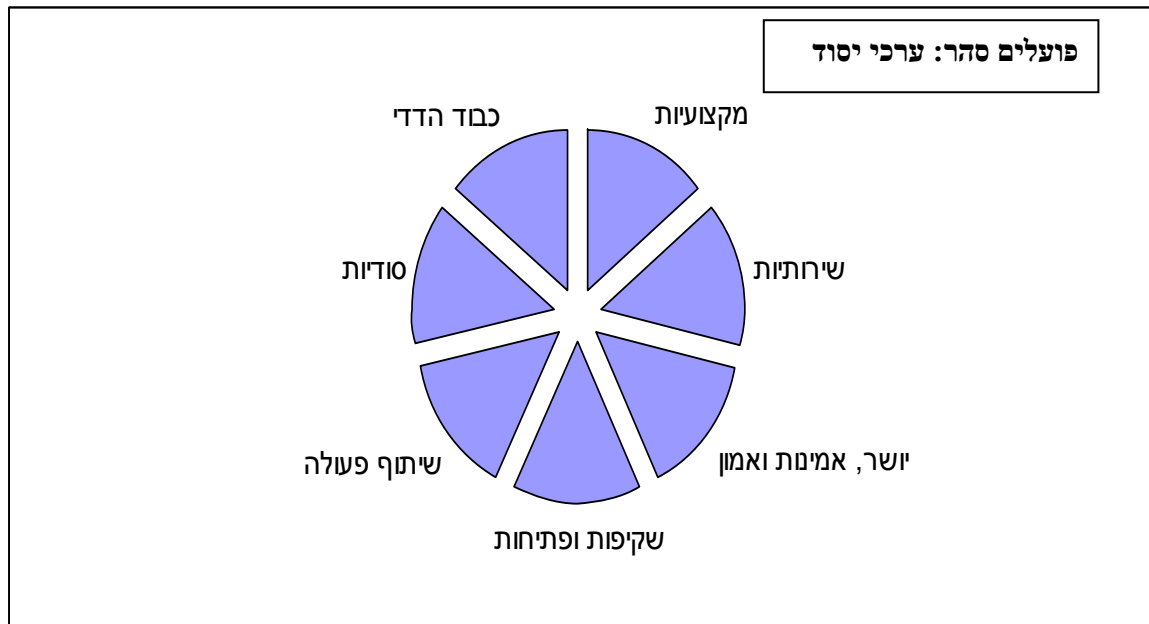 פועלים סהר: ערכי יסוד
מקצועיות
כבוד הדדי
שירותיות
סודיות
יושר, אמינות ואמון
שיתוף פעולה
שקיפות ופתיחות